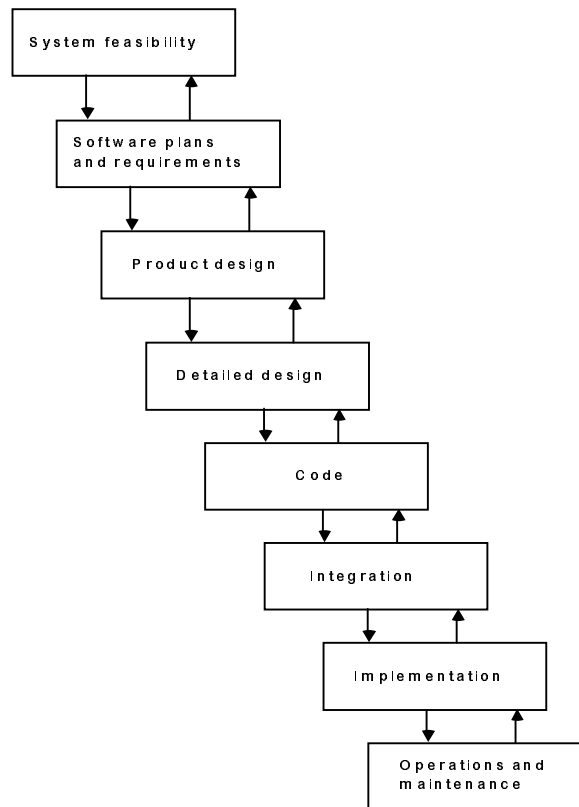 System feasibility
Software plans
and requirements
Product design
Detailed design
Code
Integration
Implementation
Operations and
maintenance